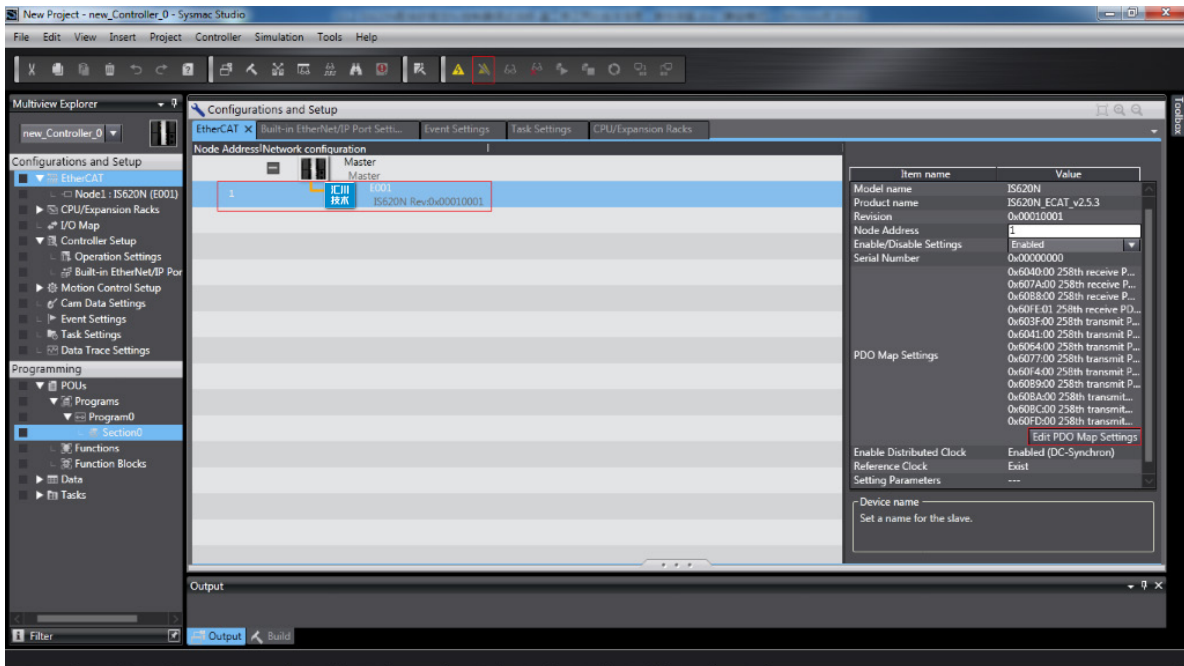 New Project - new_Controller_0 - Sysmac Studio
File Edit View Insert Project Controller Simulation Tools Help
Multiview Explorer
new_Controller_0
Configurations and Setup
EtherCAT
Node1 : IS620N (E001)
CPU/Expansion Racks
I/O Map
Controller Setup
Operation Settings
Built-in EtherNet/IP Por
Motion Control Setup
Cam Data Settings
Event Settings
Task Settings
Data Trace Settings
Programming
POUs
Programs
Program0
Section0
Functions
Function Blocks
Data
Tasks
Filter
Configurations and Setup
EtherCAT Built-in EtherNet/IP Port Setti... Event Settings Task Settings CPU/Expansion Racks
Node Address Network configuration
Master
Master
1 汇川 E001
技术 IS620N Rev:0x00010001
Item name Value
Model name IS620N
Product name IS620N_ECAT_v2.5.3
Revision 0x00010001
Node Address 1
Enable/Disable Settings Enabled
Serial Number 0x00000000
0x6040:00 258th receive P...
0x607A:00 258th receive P...
0x60B8:00 258th receive P...
0x60FE:01 258th receive PD...
0x603F:00 258th transmit P...
0x6041:00 258th transmit P...
0x6064:00 258th transmit P...
PDO Map Settings 0x6077:00 258th transmit P...
0x60F4:00 258th transmit P...
0x60B9:00 258th transmit P...
0x60BA:00 258th transmit...
0x60BC:00 258th transmit...
0x60FD:00 258th transmit...
Edit PDO Map Settings
Enable Distributed Clock Enabled (DC-Synchron)
Reference Clock Exist
Setting Parameters ---
Device name
Set a name for the slave.
Output
Output Build
Toolbox